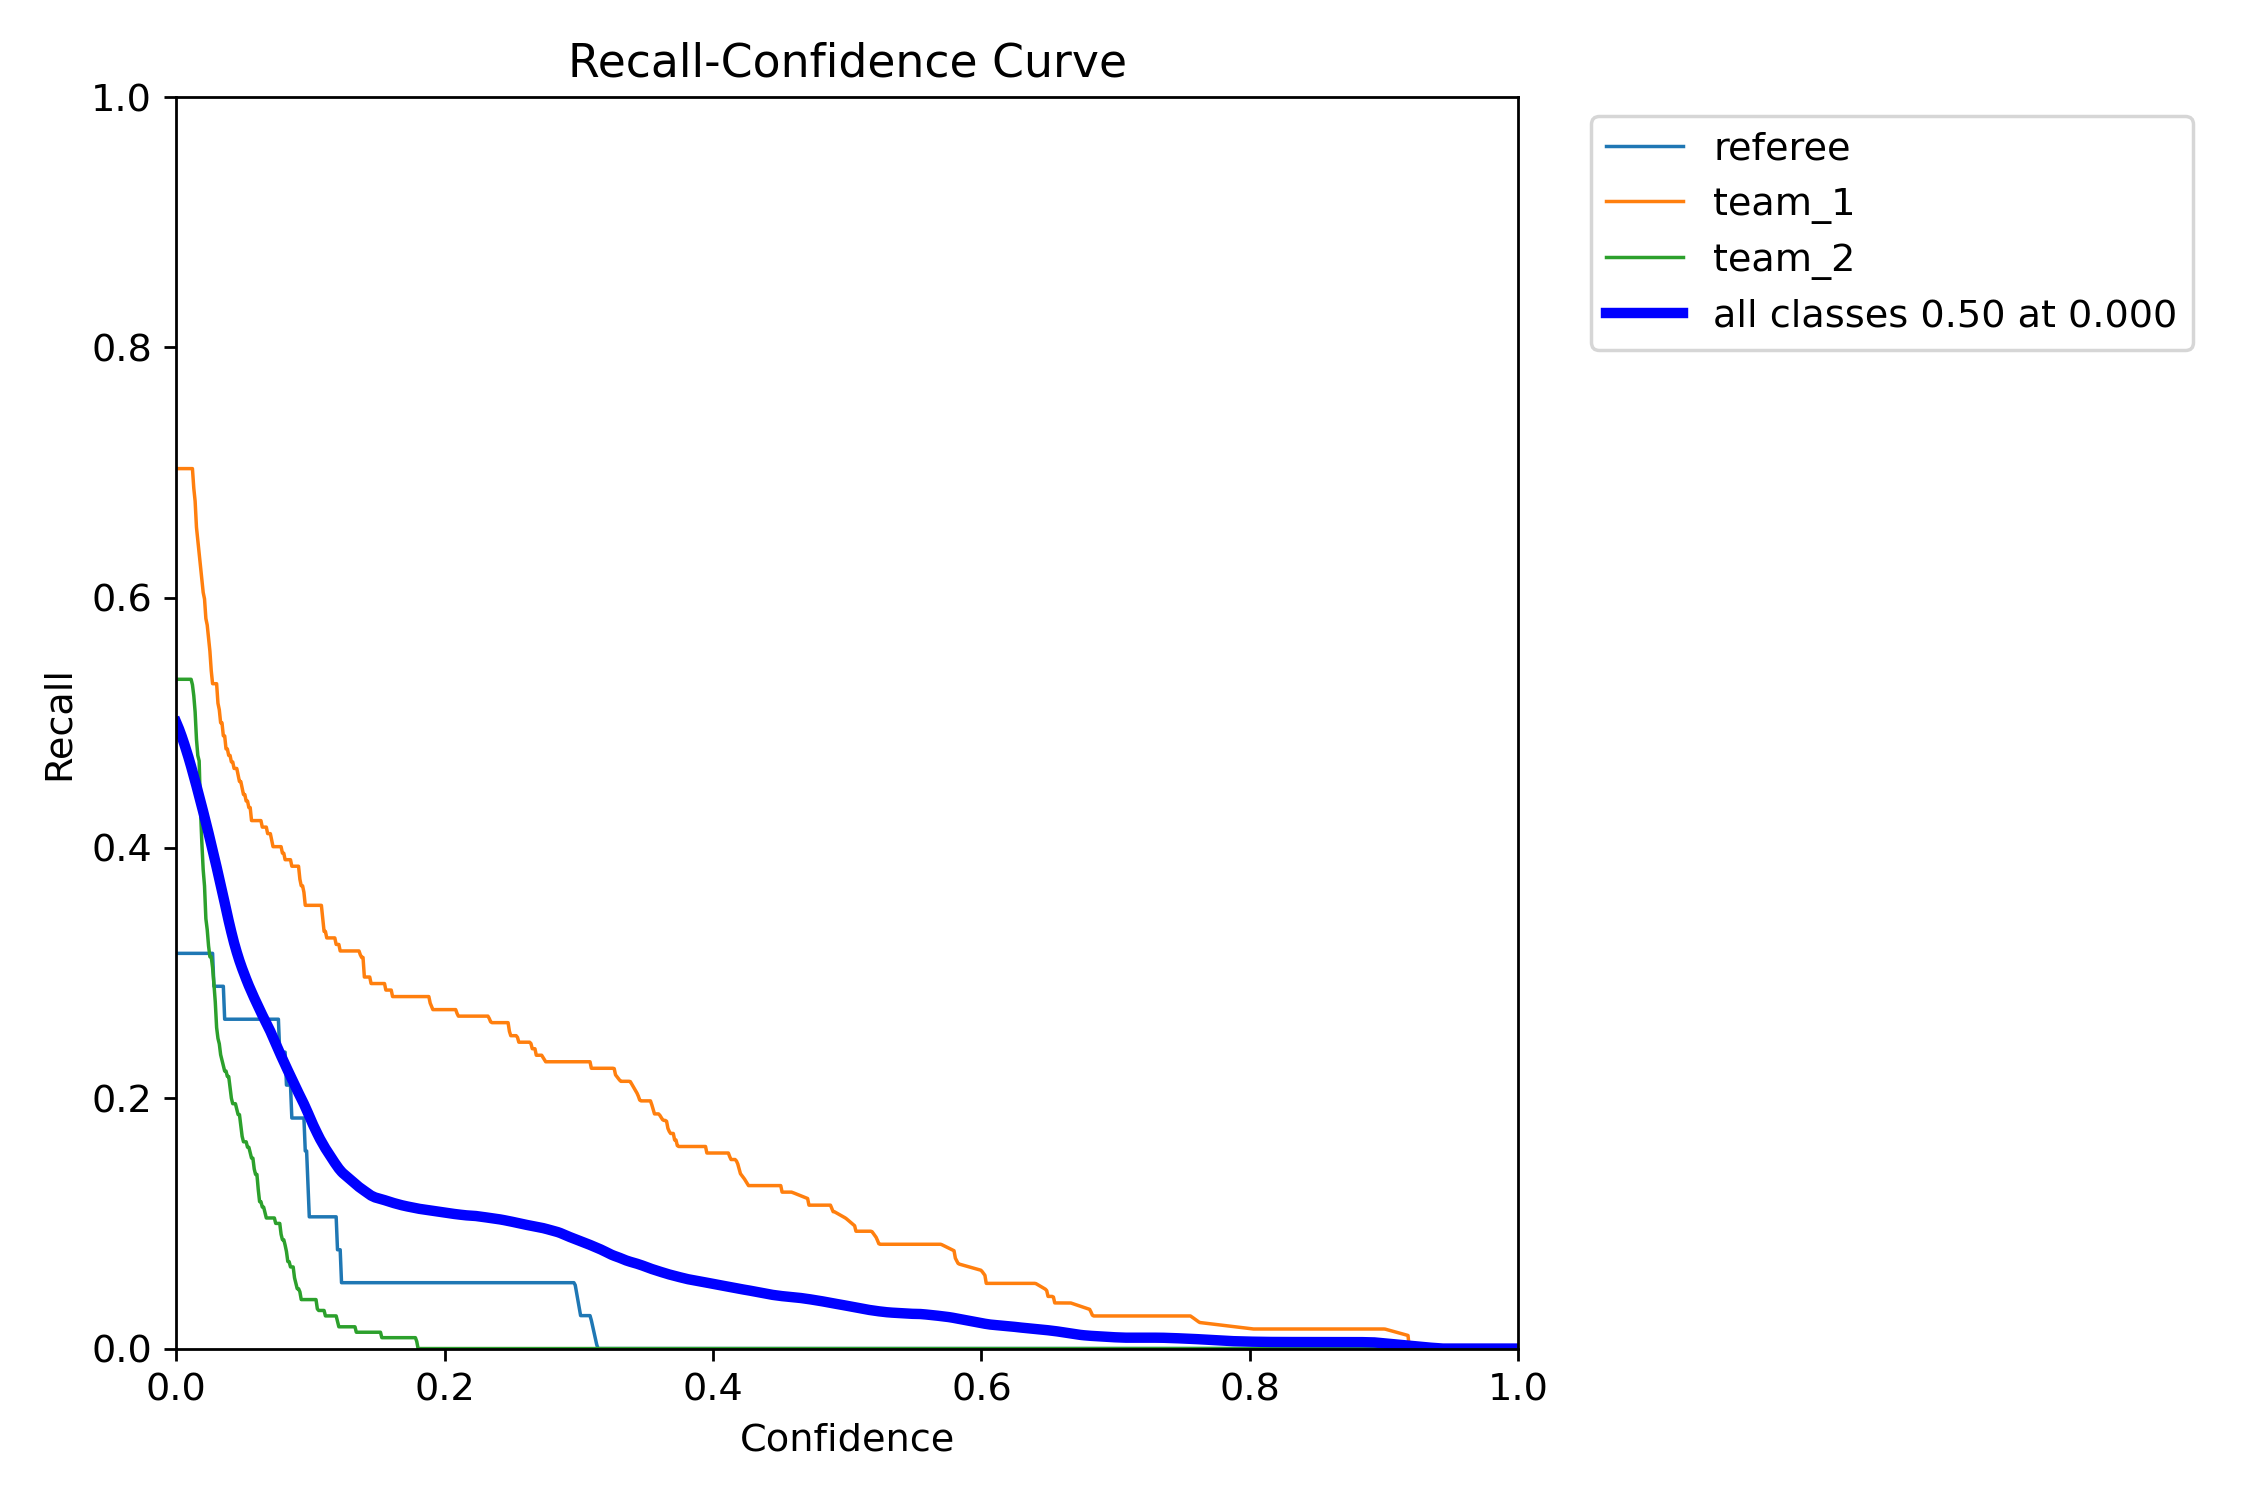 Recall-Confidence Curve
1.0
0.8
0.6
0.4
0.2
0.0
Recall
0.0 0.2 0.4 0.6 0.8 1.0
Confidence
referee
team_1
team_2
all classes 0.50 at 0.000